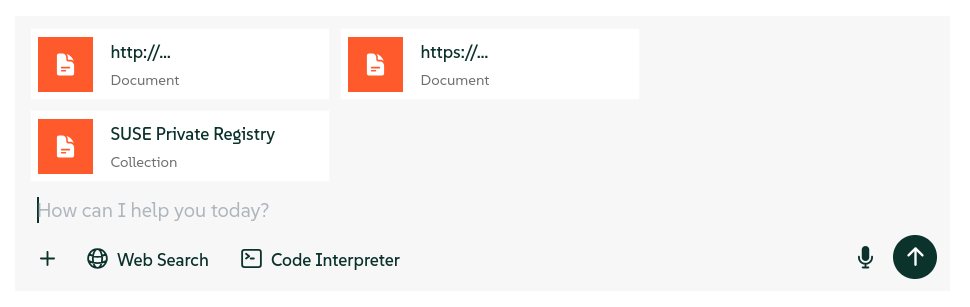 http://...
Document
https://...
Document
SUSE Private Registry
Collection
How can I help you today?
Web Search
Code Interpreter